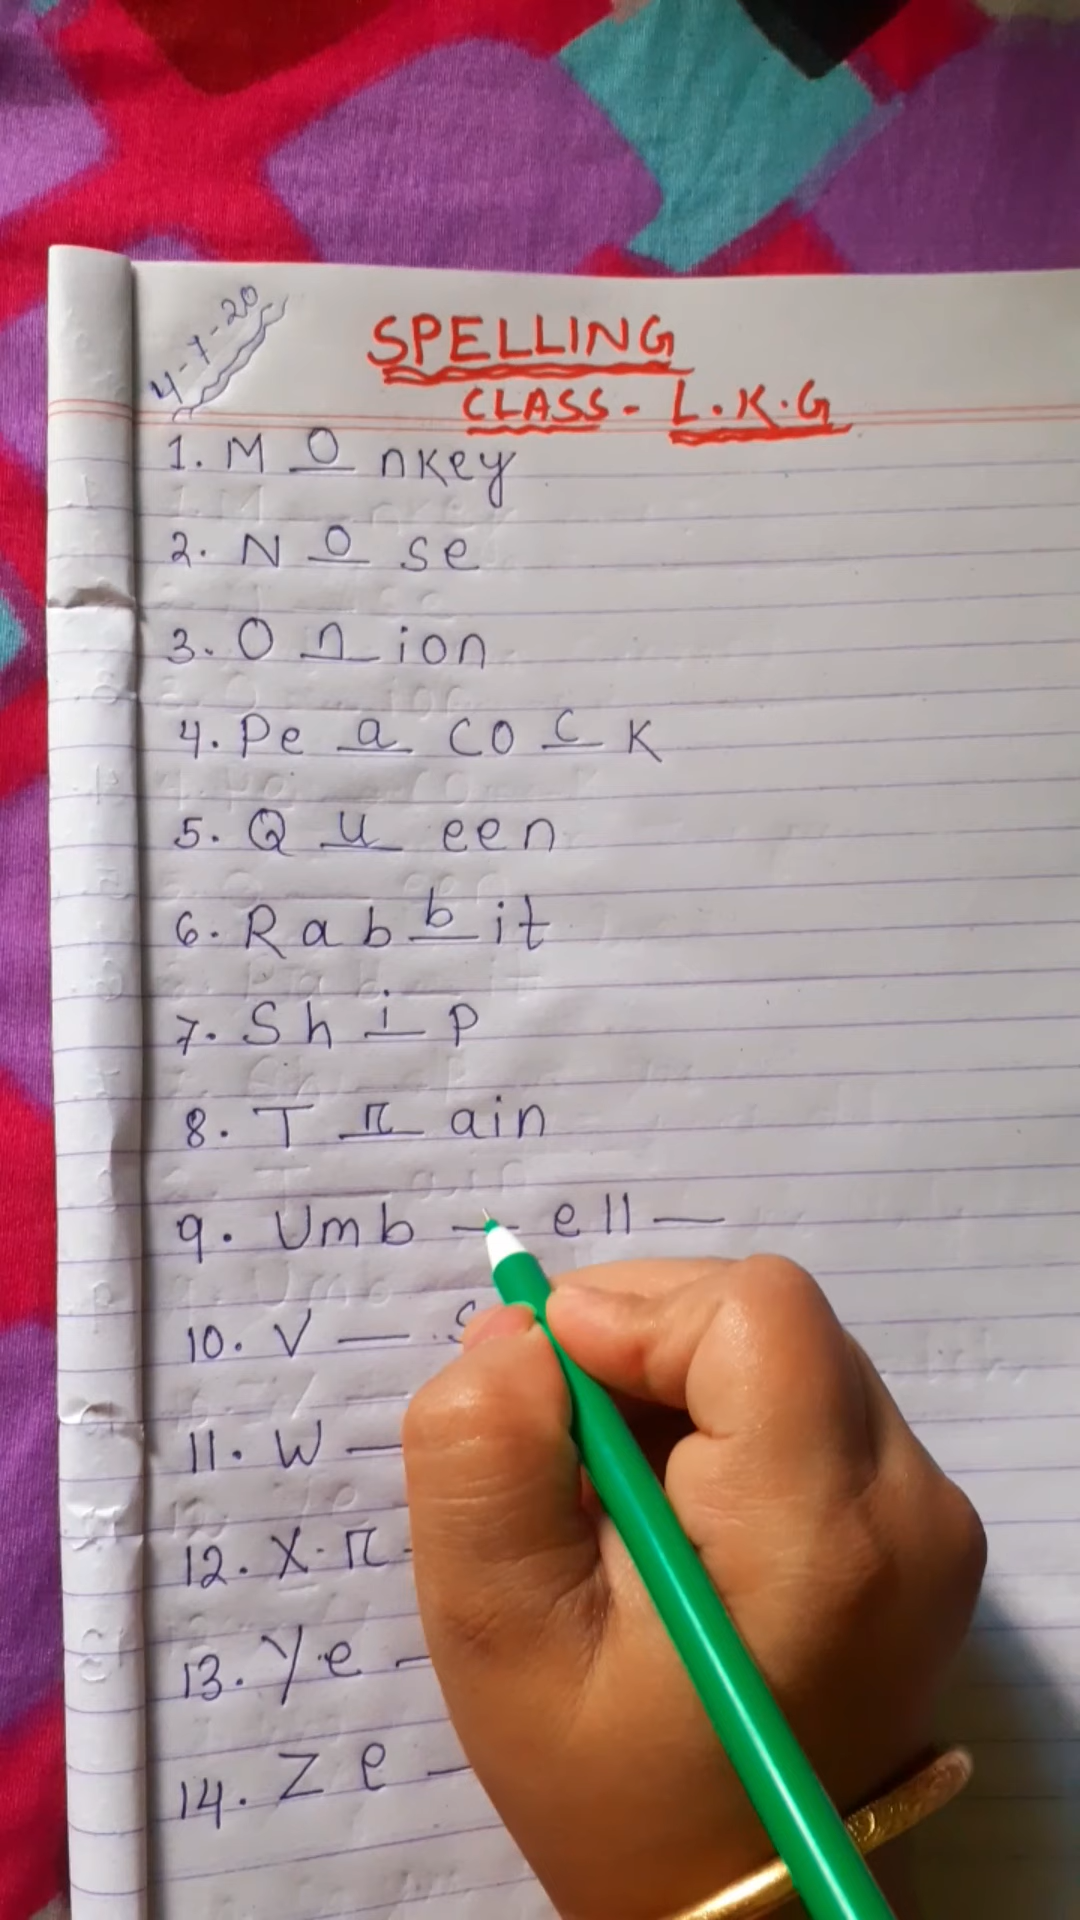 4-7-20
SPELLING
CLASS- L.K.G
1. M o nkey
2. N o se
3. O n ion
4. Pe a co c k
5. Q u een
6. Rab b it
7. Sh i p
8. T r ain
9. Umb — ell —
10. V — S
11. W —
12. X-r
13. Ye —
14. Ze —